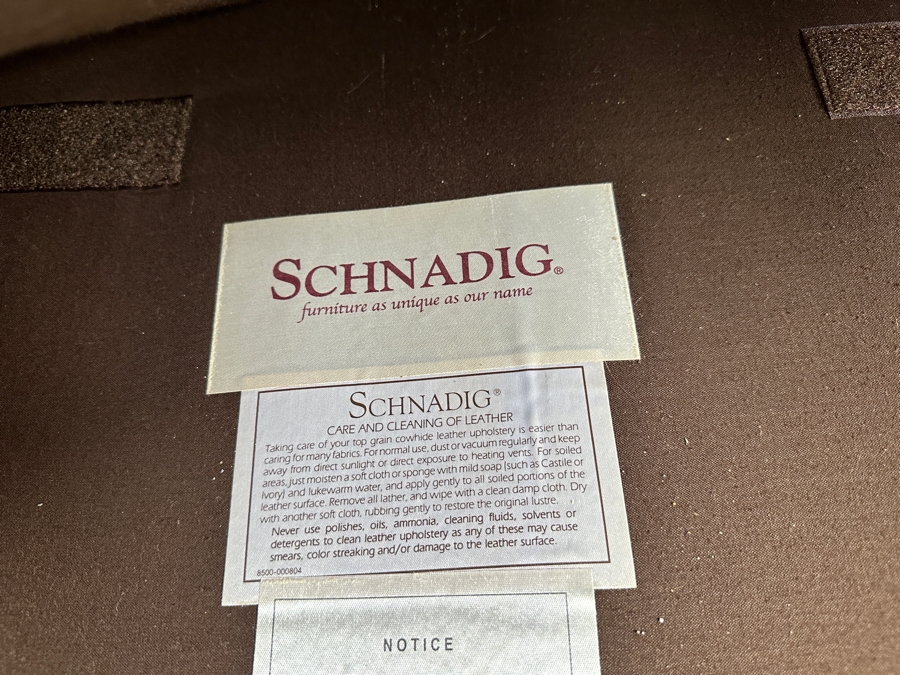 SCHNADIG®
furniture as unique as our name
SCHNADIG®
CARE AND CLEANING OF LEATHER
Taking care of your top grain cowhide leather upholstery is easier than
caring for many fabrics. For normal use, dust or vacuum regularly and keep
away from direct sunlight or direct exposure to heating vents. For soiled
areas, just moisten a soft cloth or sponge with mild soap (such as Castile or
Ivory) and lukewarm water, and apply gently to all soiled portions of the
leather surface. Remove all lather, and wipe with a clean damp cloth. Dry
with another soft cloth, rubbing gently to restore the original lustre.
Never use polishes, oils, ammonia, cleaning fluids, solvents or
detergents to clean leather upholstery as any of these may cause
smears, color streaking and/or damage to the leather surface.
8500-000804
NOTICE